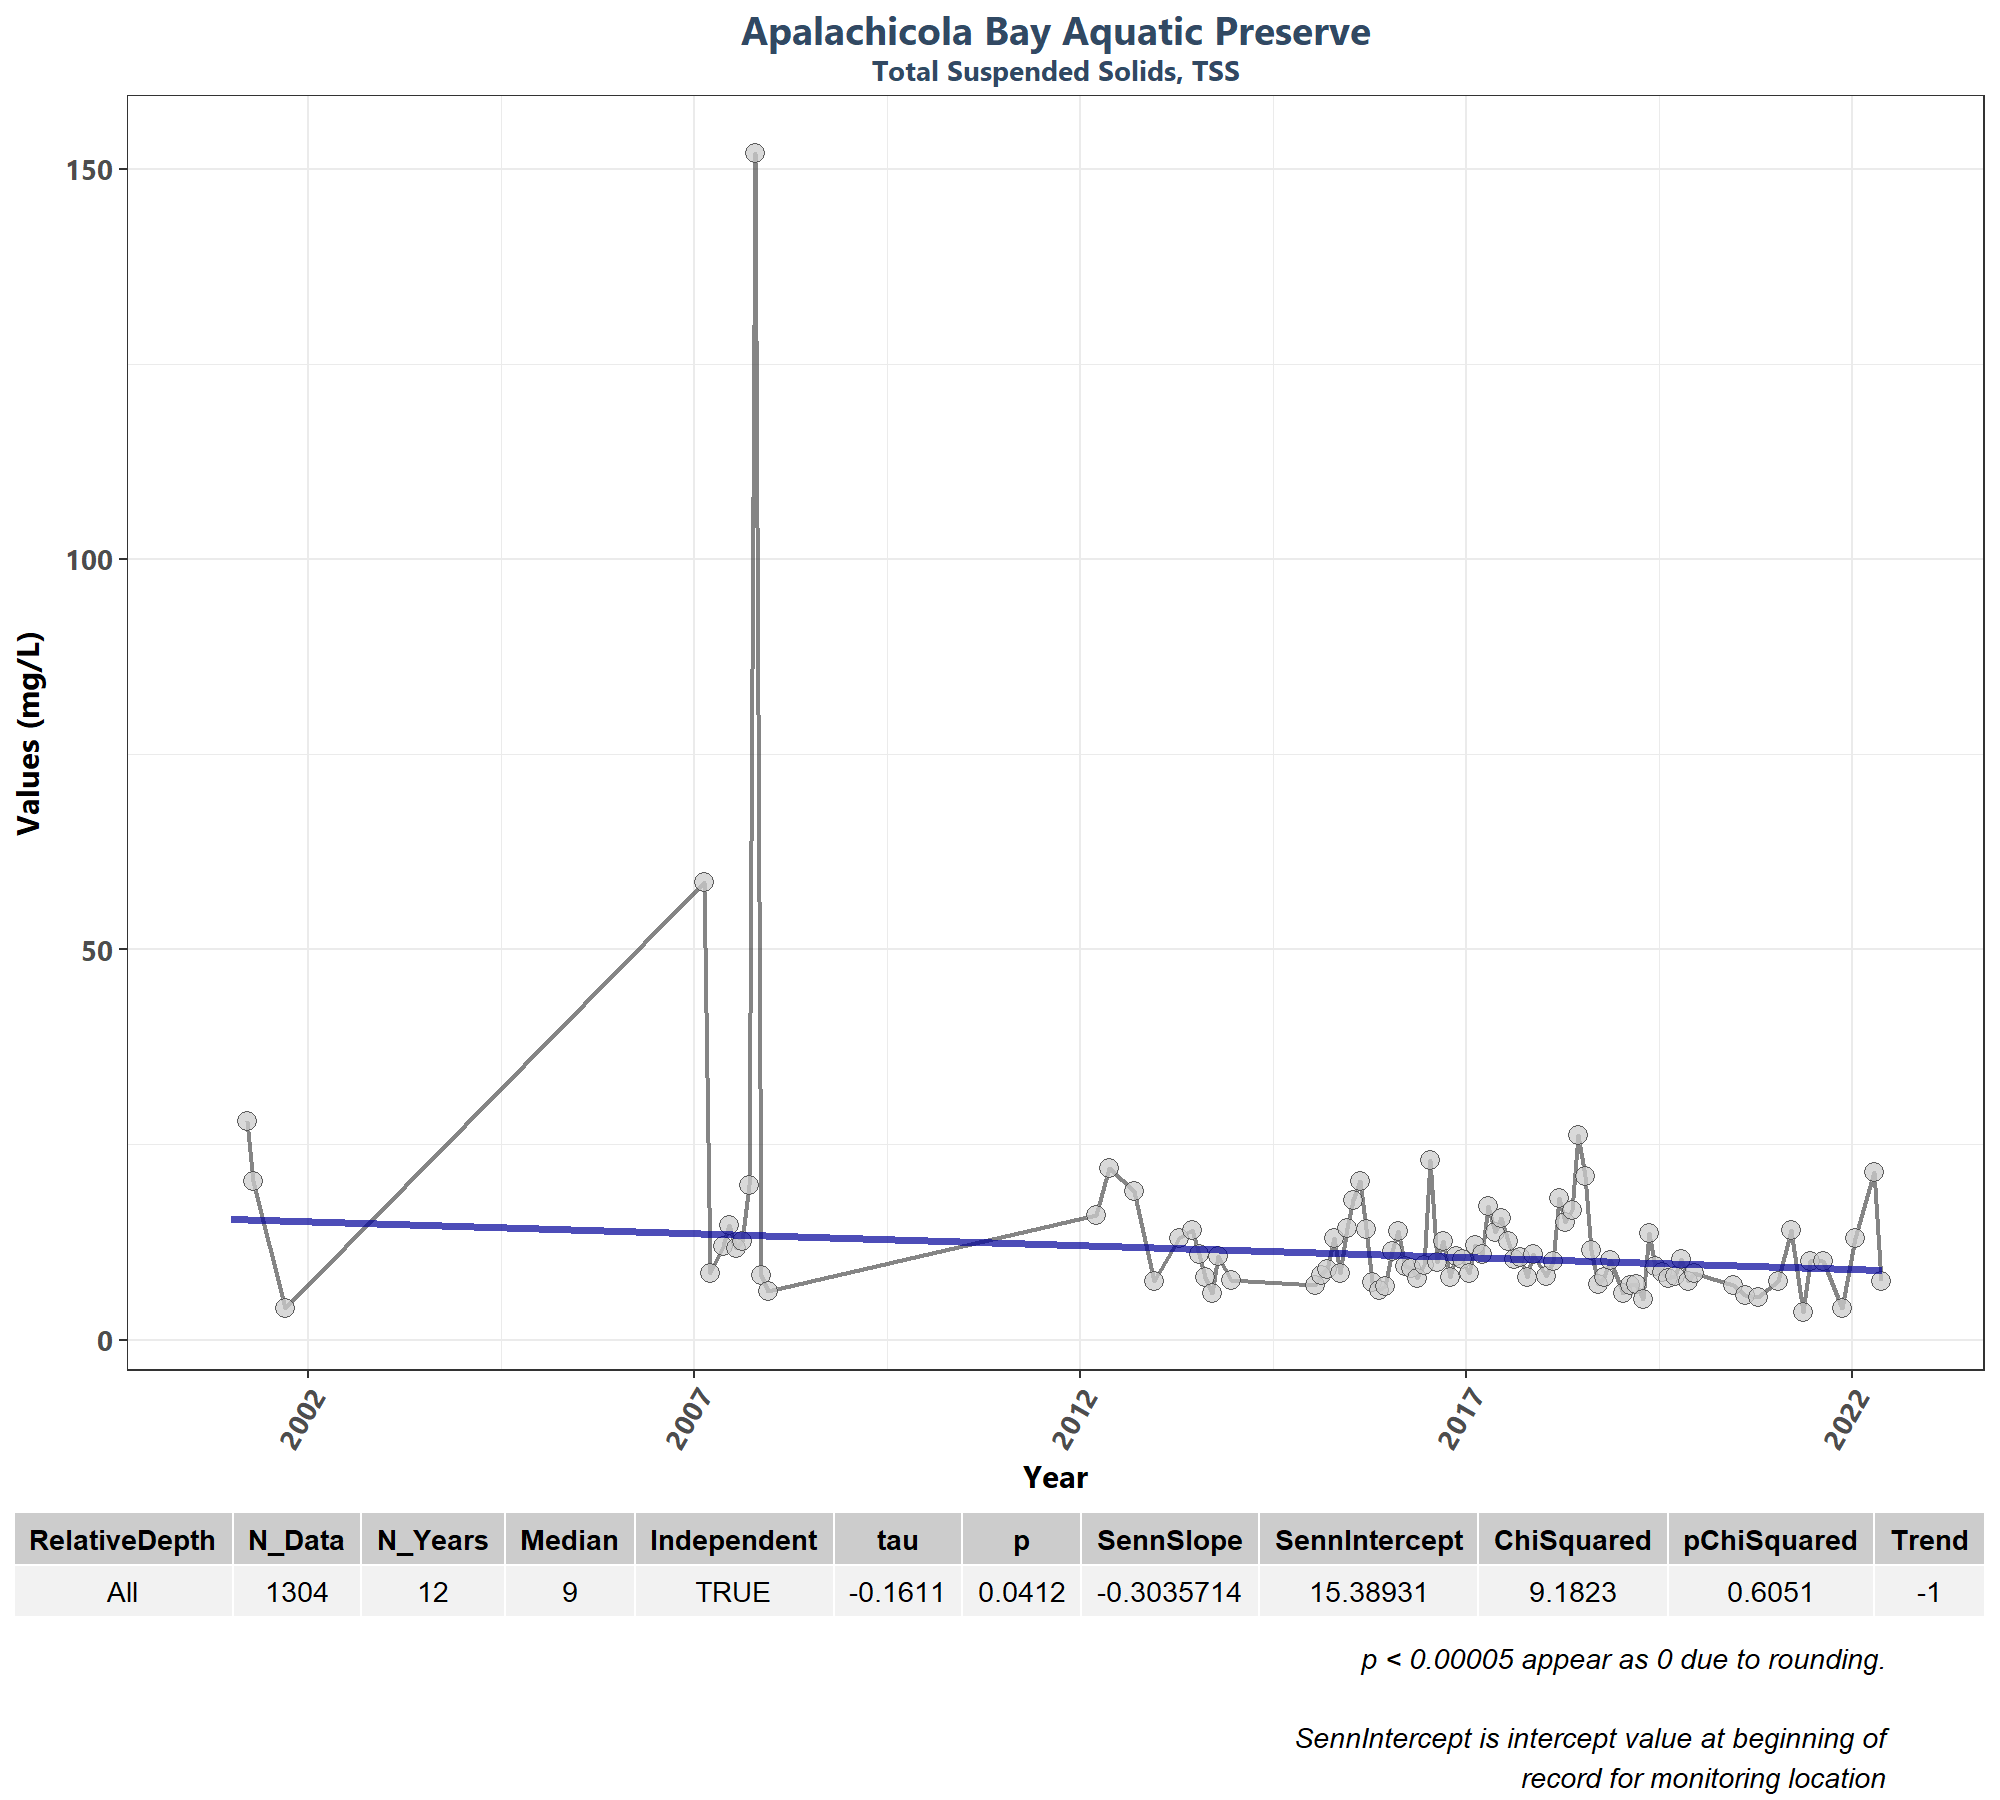 Apalachicola Bay Aquatic Preserve
Total Suspended Solids, TSS
Values (mg/L)
150
100
50
0
2002 2007 2012 2017 2022
Year
RelativeDepth N_Data N_Years Median Independent tau p SennSlope SennIntercept ChiSquared pChiSquared Trend
All 1304 12 9 TRUE -0.1611 0.0412 -0.3035714 15.38931 9.1823 0.6051 -1
p < 0.00005 appear as 0 due to rounding.
SennIntercept is intercept value at beginning of
record for monitoring location